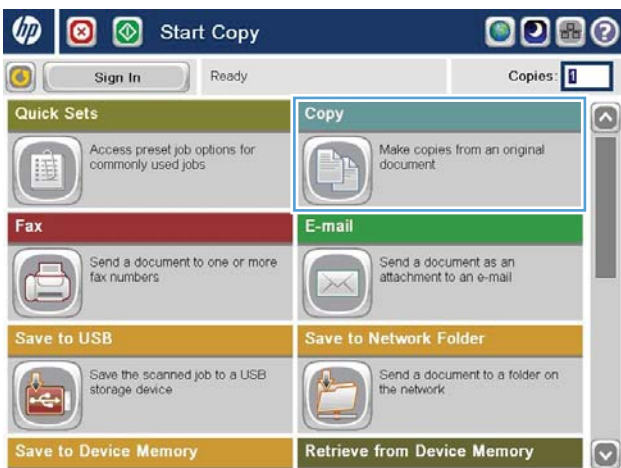 hp Start Copy
Sign In Ready Copies: 1
Quick Sets Copy
Access preset job options for
commonly used jobs
Make copies from an original
document
Fax E-mail
Send a document to one or more
fax numbers
Send a document as an
attachment to an e-mail
Save to USB Save to Network Folder
Save the scanned job to a USB
storage device
Send a document to a folder on
the network
Save to Device Memory Retrieve from Device Memory